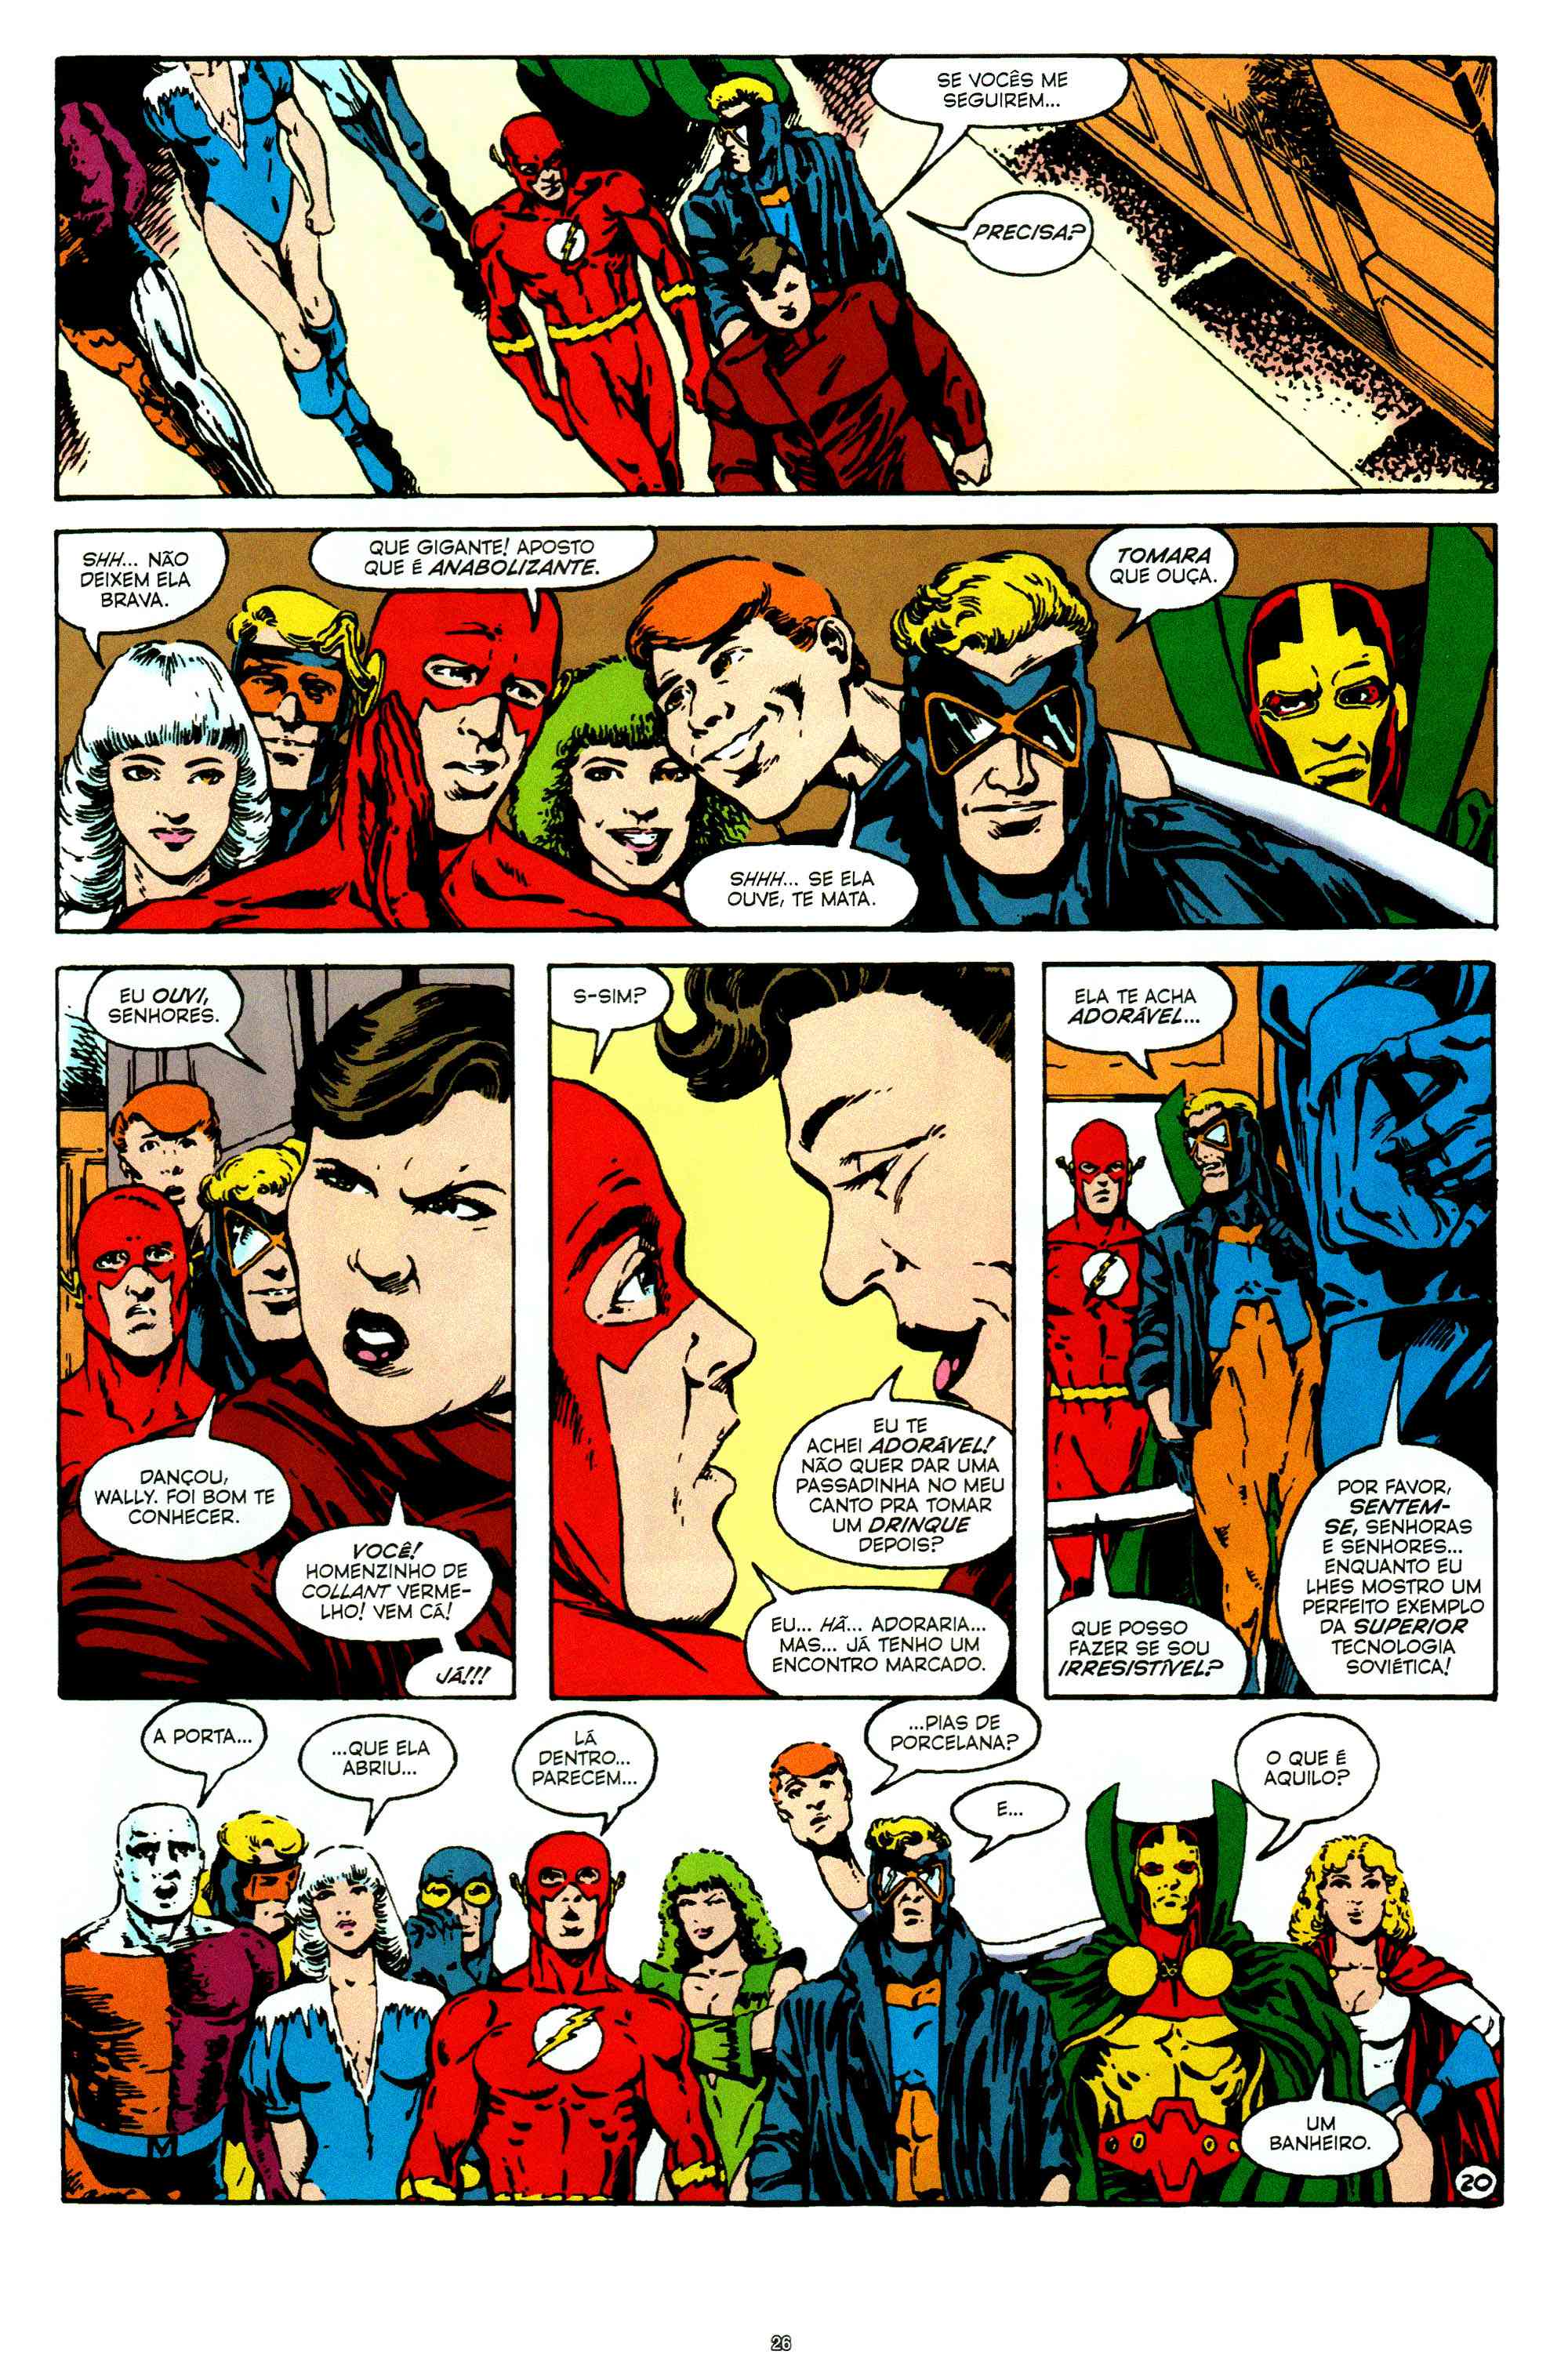 SE VOCÊS ME
SEGUIREM...
PRECISA?
SHH... NÃO
DEIXEM ELA
BRAVA.
QUE GIGANTE! APOSTO
QUE É ANABOLIZANTE.
SHHH... SE ELA
OUVE, TE MATA.
TOMARA
QUE OUÇA.
EU OUVI,
SENHORES.
DANÇOU,
WALLY. FOI BOM TE
CONHECER.
VOCÊ!
HOMENZINHO DE
COLLANT VERME-
LHO! VEM CÁ!
JÁ!!!
S-SIM?
EU TE
ACHEI ADORÁVEL!
NÃO QUER DAR UMA
PASSADINHA NO MEU
CANTO PRA TOMAR
UM DRINQUE
DEPOIS?
EU... HÃ... ADORARIA...
MAS... JÁ TENHO UM
ENCONTRO MARCADO.
ELA TE ACHA
ADORÁVEL...
QUE POSSO
FAZER SE SOU
IRRESISTÍVEL?
POR FAVOR,
SENTEM-
SE, SENHORAS
E SENHORES...
ENQUANTO EU
LHES MOSTRO UM
PERFEITO EXEMPLO
DA SUPERIOR
TECNOLOGIA
SOVIÉTICA!
A PORTA...
...QUE ELA
ABRIU...
LÁ
DENTRO...
PARECEM...
...PIAS DE
PORCELANA?
E...
O QUE É
AQUILO?
UM
BANHEIRO.
M
20
26